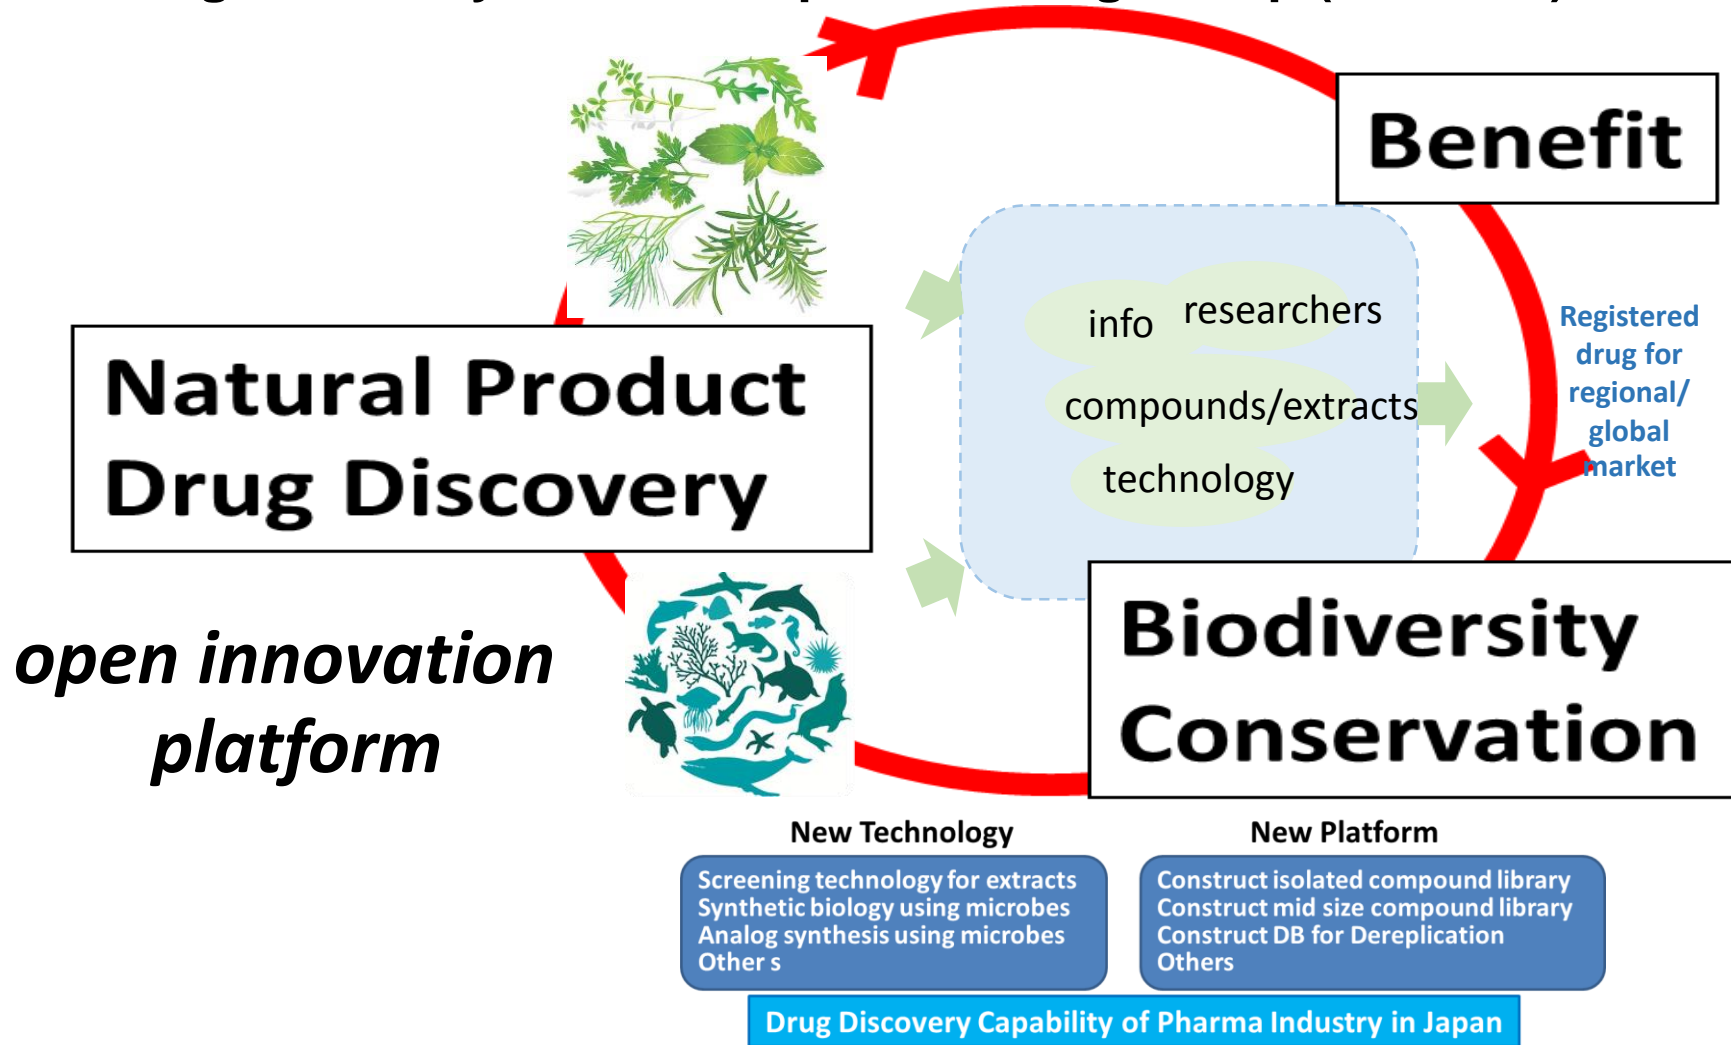 Benefit
info
researchers
compounds/extracts
technology
Registered
drug for
regional/
global
market
Natural Product
Drug Discovery
open innovation
platform
Biodiversity
Conservation
New Technology
Screening technology for extracts
Synthetic biology using microbes
Analog synthesis using microbes
Other s
New Platform
Construct isolated compound library
Construct mid size compound library
Construct DB for Dereplication
Others
Drug Discovery Capability of Pharma Industry in Japan